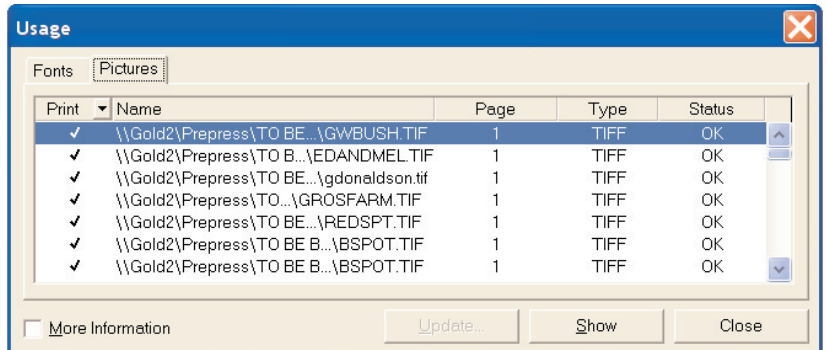 Usage
Fonts Pictures
Print Name Page Type Status
\\Gold2\Prepress\TO BE...\GWBUSH.TIF 1 TIFF OK
\\Gold2\Prepress\TO B...\EDANDMEL.TIF 1 TIFF OK
\\Gold2\Prepress\TO BE...\gdonaldson.tif 1 TIFF OK
\\Gold2\Prepress\TO...\GROSFARM.TIF 1 TIFF OK
\\Gold2\Prepress\TO BE...\REDSPT.TIF 1 TIFF OK
\\Gold2\Prepress\TO BE B...\BSPOT.TIF 1 TIFF OK
\\Gold2\Prepress\TO BE B...\BSPOT.TIF 1 TIFF OK
More Information Update... Show Close